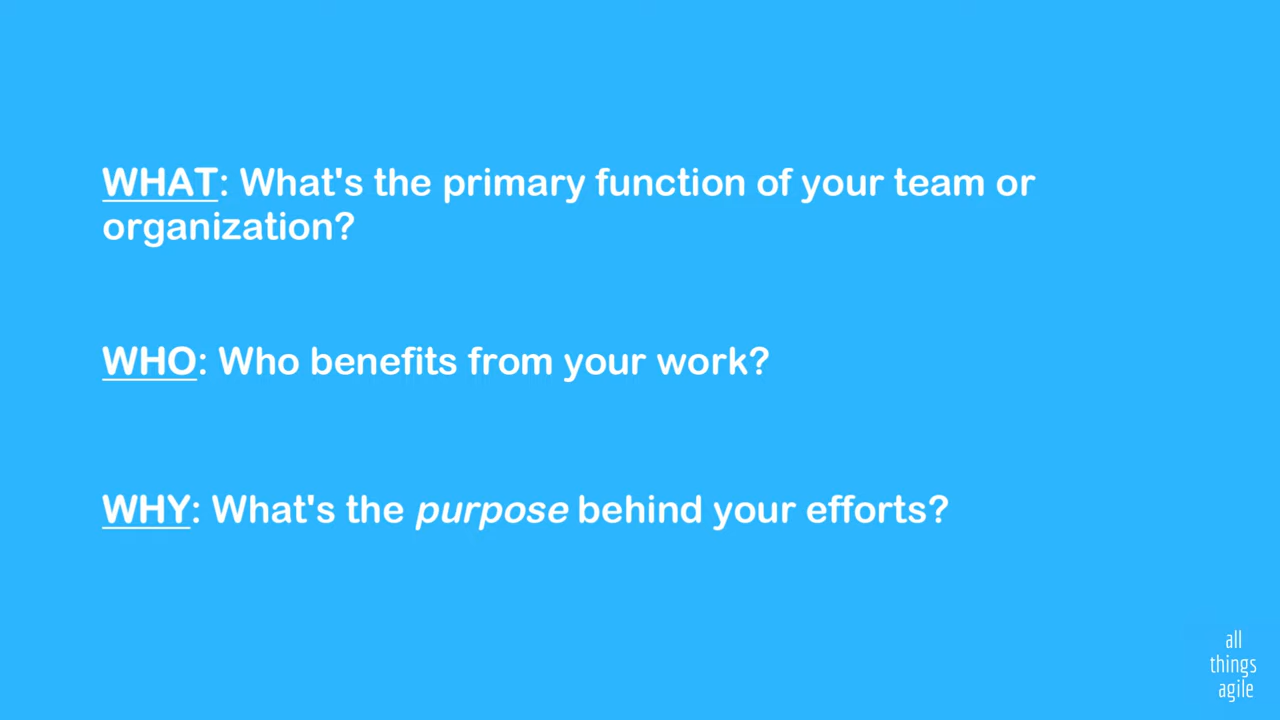 WHAT: What's the primary function of your team or
organization?
WHO: Who benefits from your work?
WHY: What's the purpose behind your efforts?
all
things
agile